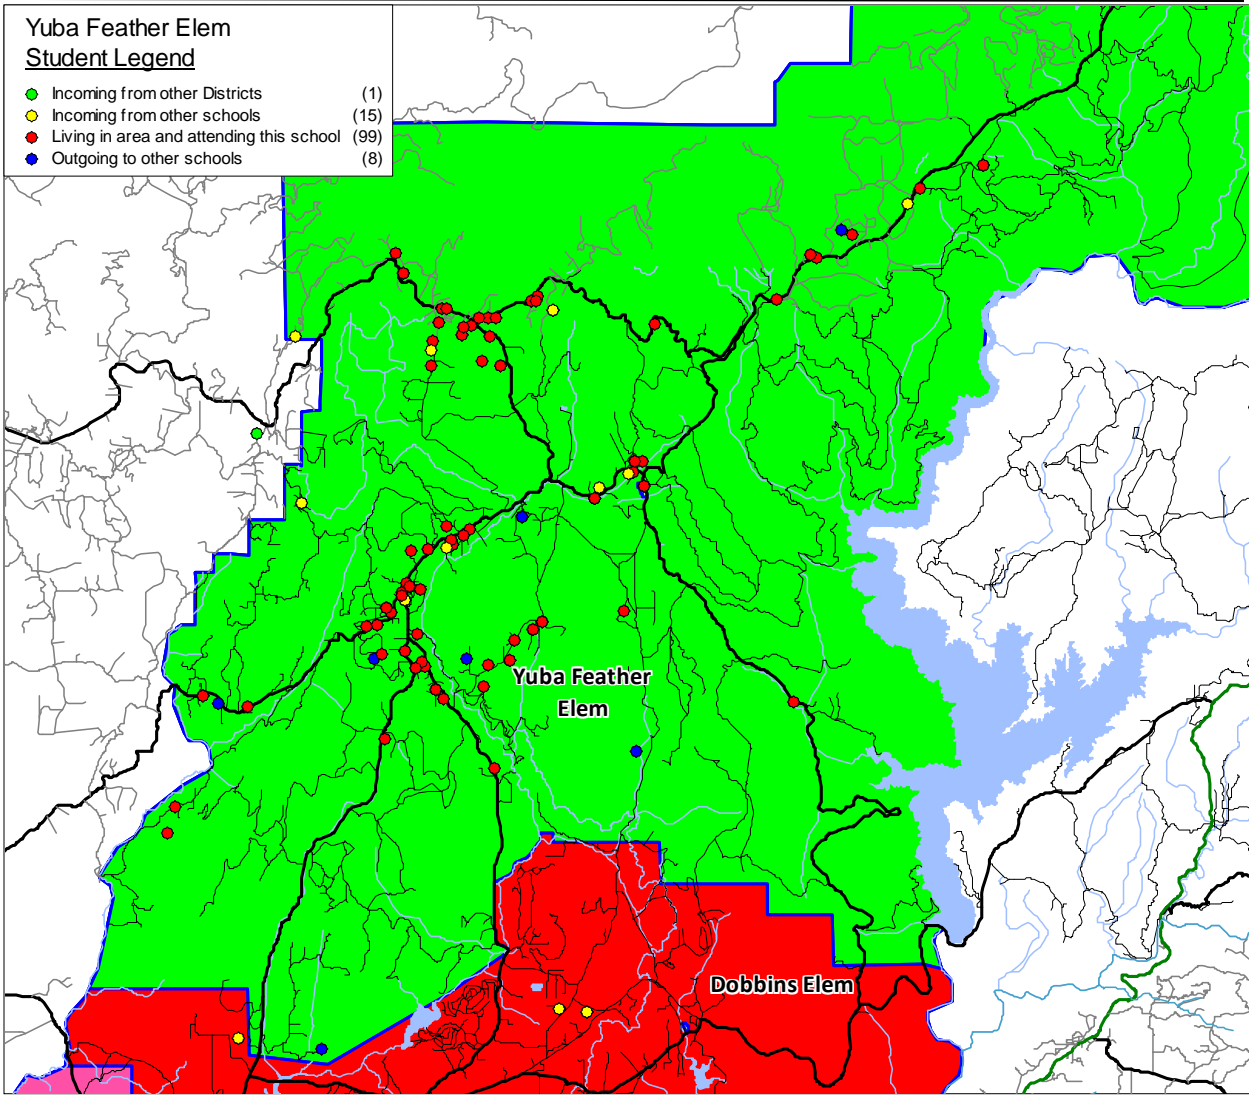 Yuba Feather Elem
Student Legend
Incoming from other Districts (1)
Incoming from other schools (15)
Living in area and attending this school (99)
Outgoing to other schools (8)
Yuba Feather
Elem
Dobbins Elem